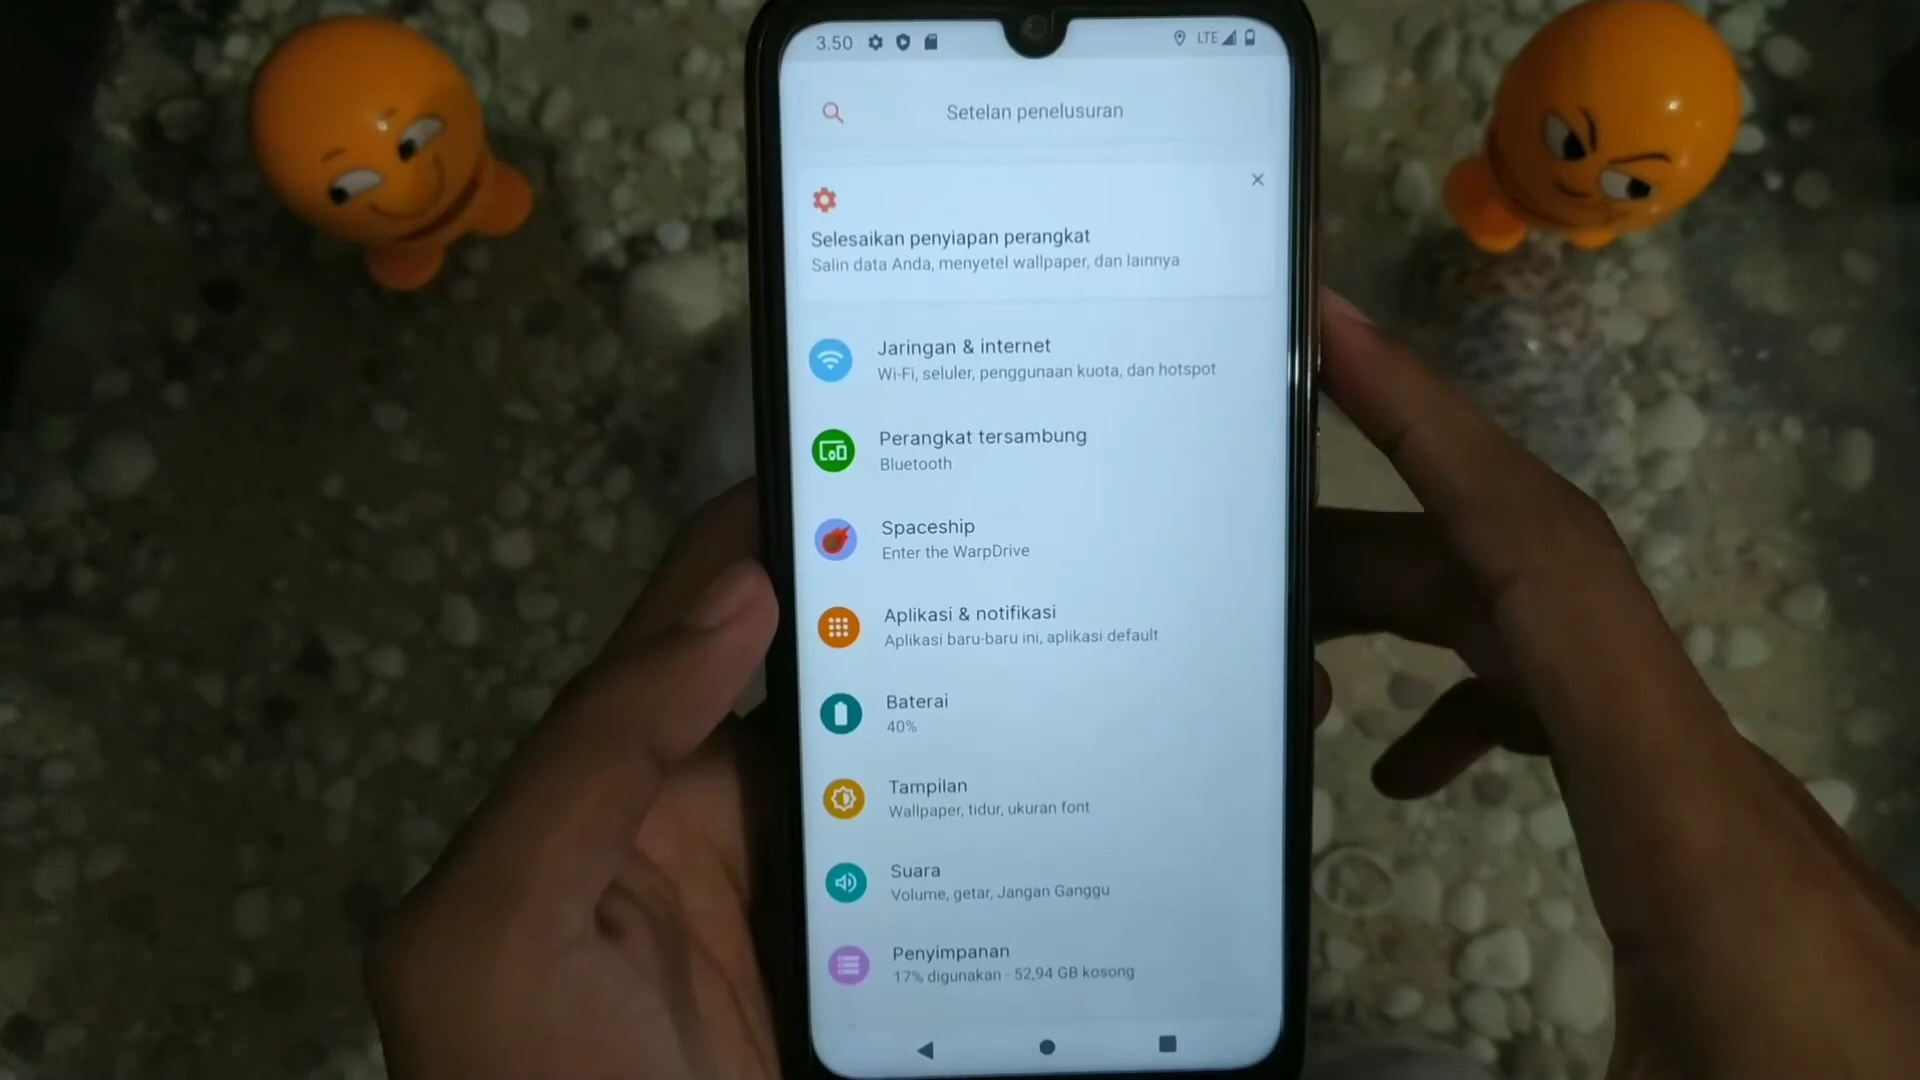 3.50
LTE
Setelan penelusuran
Selesaikan penyiapan perangkat
Salin data Anda, menyetel wallpaper, dan lainnya
Jaringan & internet
Wi-Fi, seluler, penggunaan kuota, dan hotspot
Perangkat tersambung
Bluetooth
Spaceship
Enter the WarpDrive
Aplikasi & notifikasi
Aplikasi baru-baru ini, aplikasi default
Baterai
40%
Tampilan
Wallpaper, tidur, ukuran font
Suara
Volume, getar, Jangan Ganggu
Penyimpanan
17% digunakan - 52,94 GB kosong